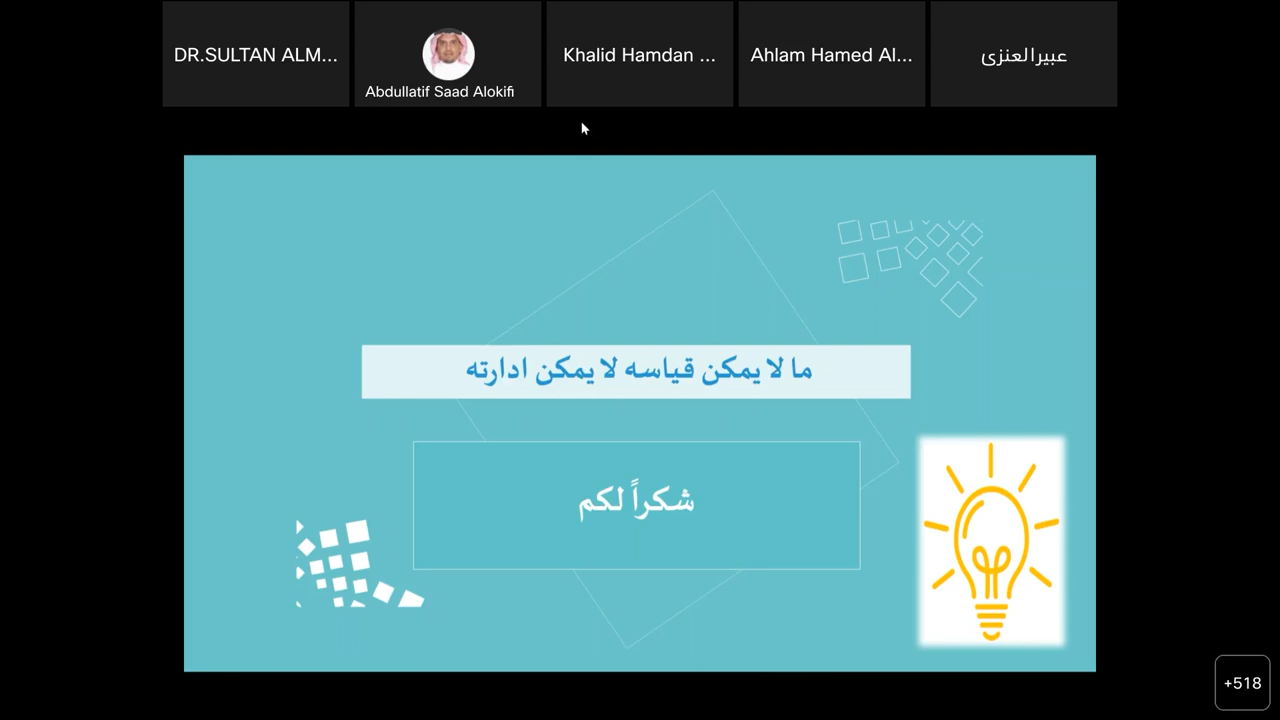 DR.SULTAN ALM...
Abdullatif Saad Alokifi
Khalid Hamdan ...
Ahlam Hamed Al...
عبيرالعنزى
ما لا يمكن قياسه لا يمكن ادارته
شكراً لكم
+518